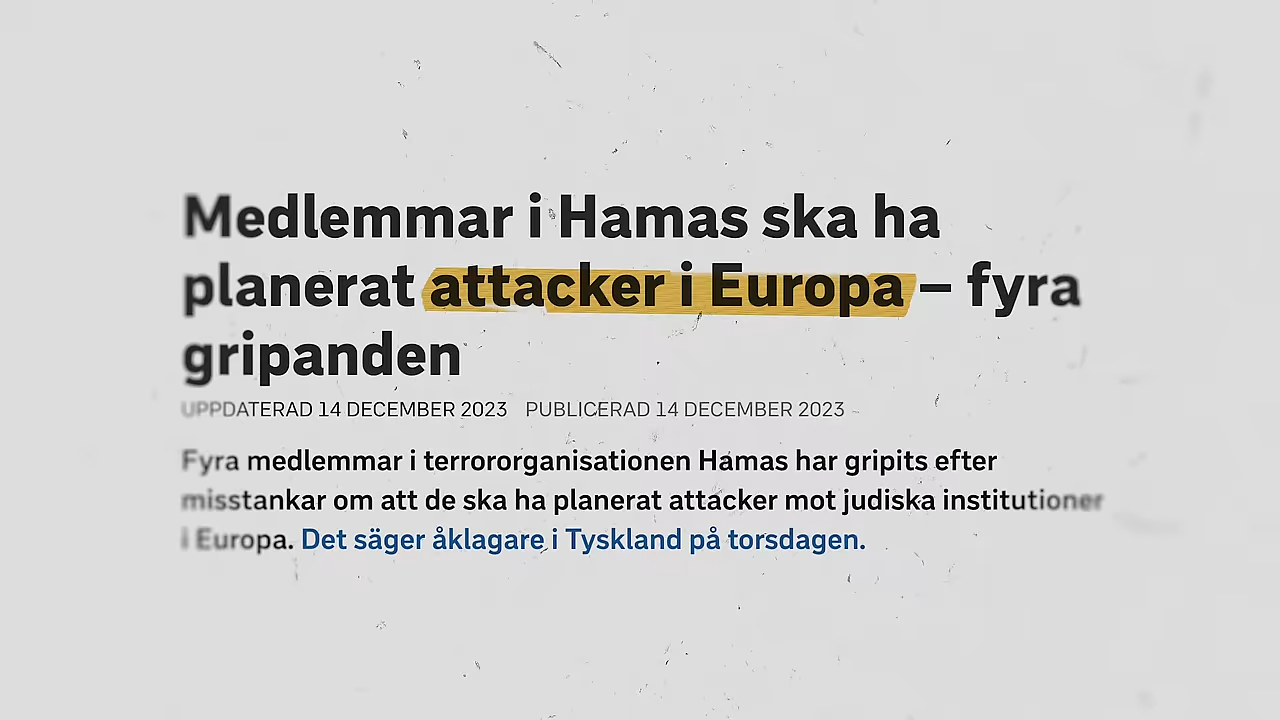 Medlemmar i Hamas ska ha
planerat attacker i Europa – fyra
gripanden
UPPDATERAD 14 DECEMBER 2023 PUBLICERAD 14 DECEMBER 2023
Fyra medlemmar i terrororganisationen Hamas har gripits efter
misstankar om att de ska ha planerat attacker mot judiska institutioner
i Europa. Det säger åklagare i Tyskland på torsdagen.